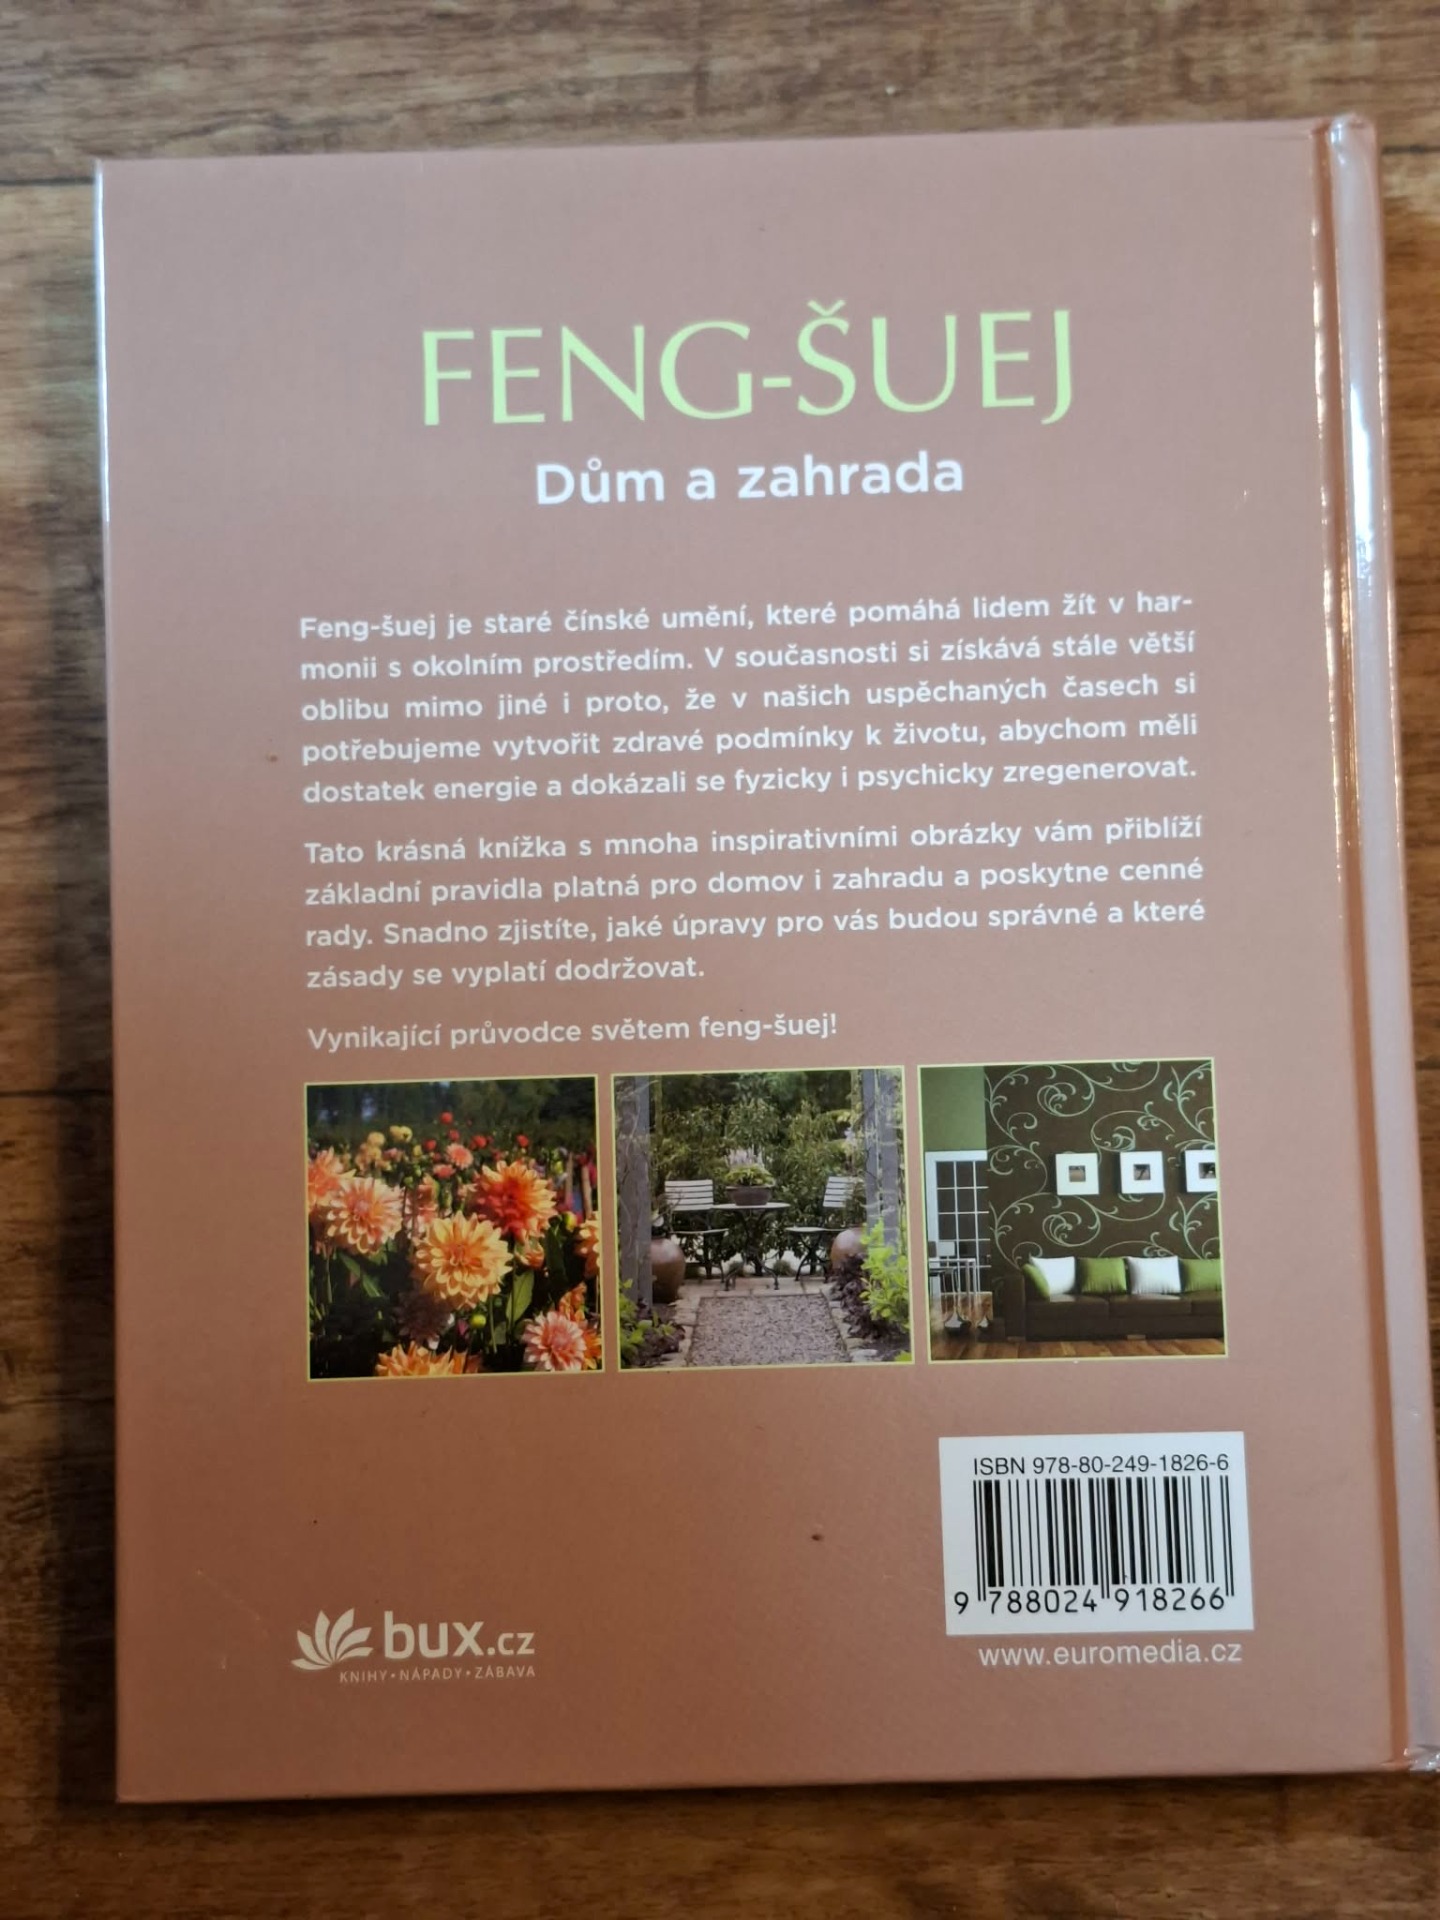 FENG-ŠUEJ
Dům a zahrada
Feng-šuej je staré čínské umění, které pomáhá lidem žít v har-
monii s okolním prostředím. V současnosti si získává stále větší
oblibu mimo jiné i proto, že v našich uspěchaných časech si
potřebujeme vytvořit zdravé podmínky k životu, abychom měli
dostatek energie a dokázali se fyzicky i psychicky zregenerovat.
Tato krásná knížka s mnoha inspirativními obrázky vám přiblíží
základní pravidla platná pro domov i zahradu a poskytne cenné
rady. Snadno zjistíte, jaké úpravy pro vás budou správné a které
zásady se vyplatí dodržovat.
Vynikající průvodce světem feng-šuej!
ISBN 978-80-249-1826-6
9 788024 918266
www.euromedia.cz
bux.cz
KNIHY • NÁPADY • ZÁBAVA